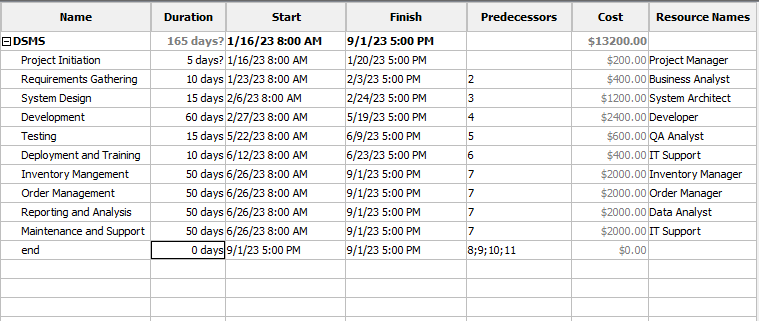 Name Duration Start Finish Predecessors Cost Resource Names
DSMS 165 days? 1/16/23 8:00 AM 9/1/23 5:00 PM $13200.00
Project Initiation 5 days? 1/16/23 8:00 AM 1/20/23 5:00 PM $200.00 Project Manager
Requirements Gathering 10 days 1/23/23 8:00 AM 2/3/23 5:00 PM 2 $400.00 Business Analyst
System Design 15 days 2/6/23 8:00 AM 2/24/23 5:00 PM 3 $1200.00 System Architect
Development 60 days 2/27/23 8:00 AM 5/19/23 5:00 PM 4 $2400.00 Developer
Testing 15 days 5/22/23 8:00 AM 6/9/23 5:00 PM 5 $600.00 QA Analyst
Deployment and Training 10 days 6/12/23 8:00 AM 6/23/23 5:00 PM 6 $400.00 IT Support
Inventory Mangement 50 days 6/26/23 8:00 AM 9/1/23 5:00 PM 7 $2000.00 Inventory Manager
Order Management 50 days 6/26/23 8:00 AM 9/1/23 5:00 PM 7 $2000.00 Order Manager
Reporting and Analysis 50 days 6/26/23 8:00 AM 9/1/23 5:00 PM 7 $2000.00 Data Analyst
Maintenance and Support 50 days 6/26/23 8:00 AM 9/1/23 5:00 PM 7 $2000.00 IT Support
end 0 days 9/1/23 5:00 PM 9/1/23 5:00 PM 8;9;10;11 $0.00